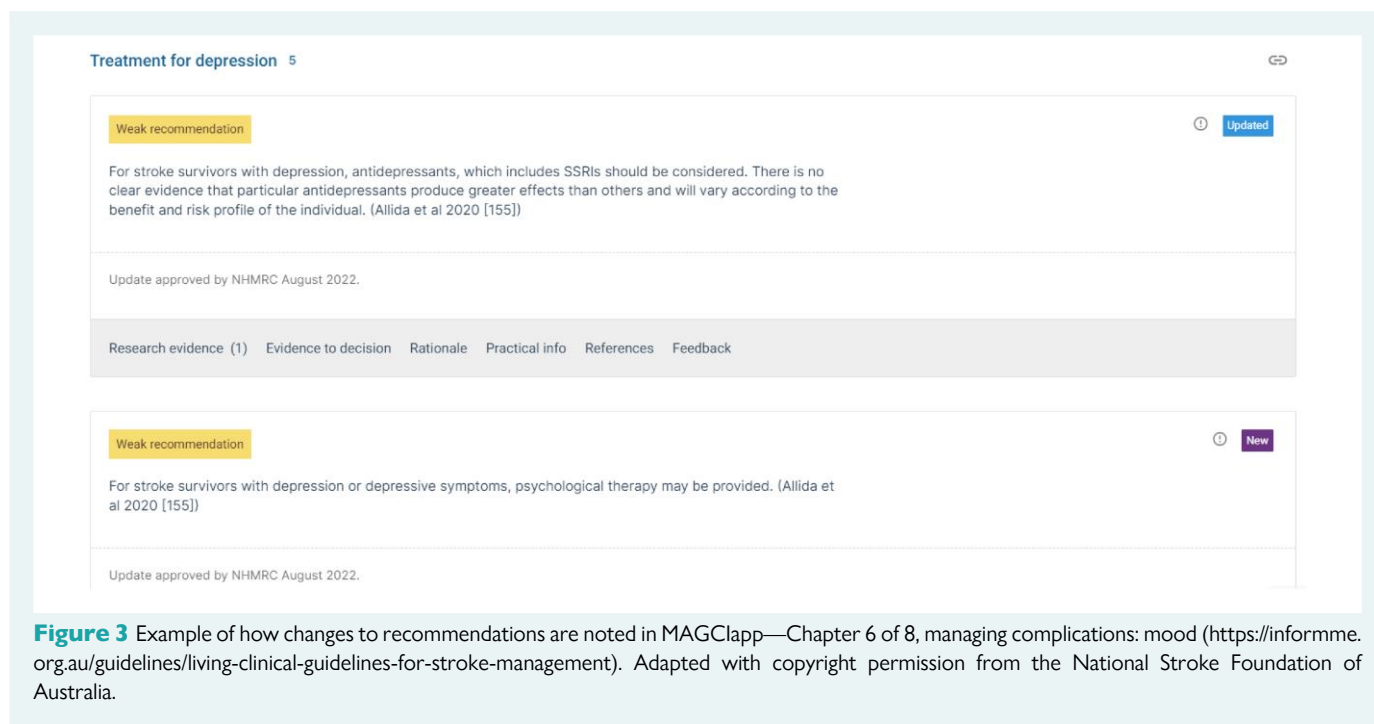 Treatment for depression 5
Weak recommendation
Updated
For stroke survivors with depression, antidepressants, which includes SSRIs should be considered. There is no
clear evidence that particular antidepressants produce greater effects than others and will vary according to the
benefit and risk profile of the individual. (Allida et al 2020 [155])
Update approved by NHMRC August 2022.
Research evidence (1) Evidence to decision Rationale Practical info References Feedback
Weak recommendation
New
For stroke survivors with depression or depressive symptoms, psychological therapy may be provided. (Allida et
al 2020 [155])
Update approved by NHMRC August 2022.
Figure 3 Example of how changes to recommendations are noted in MAGClapp—Chapter 6 of 8, managing complications: mood (https://informme.
org.au/guidelines/living-clinical-guidelines-for-stroke-management). Adapted with copyright permission from the National Stroke Foundation of
Australia.